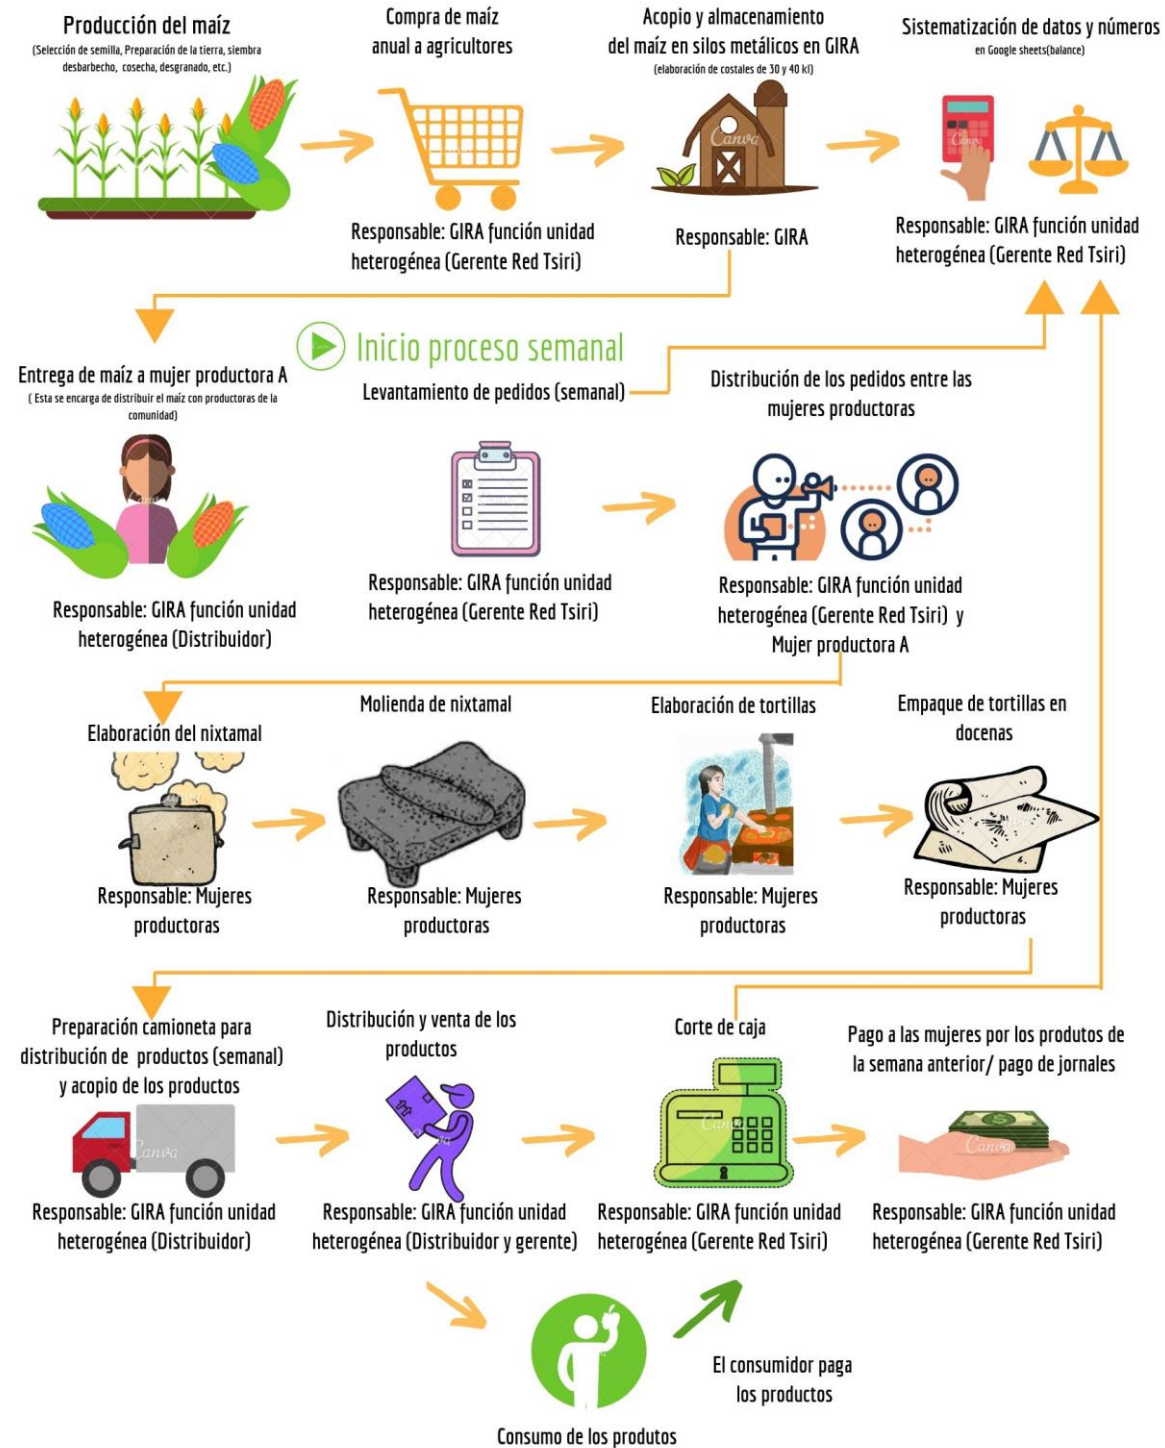 Producción del maíz
(Selección de semilla, Preparación de la tierra, siembra
desbarbecho, cosecha, desgranado, etc.)
Compra de maíz
anual a agricultores
Acopio y almacenamiento
del maíz en silos metálicos en GIRA
(elaboración de costales de 30 y 40 kl)
Sistematización de datos y números
en Google sheets(balance)
Canva
Canva
Responsable: GIRA función unidad
heterogénea (Gerente Red Tsiri)
Responsable: GIRA
Responsable: GIRA función unidad
heterogénea (Gerente Red Tsiri)
Inicio proceso semanal
Entrega de maíz a mujer productora A
( Esta se encarga de distribuir el maíz con productoras de la
comunidad)
Levantamiento de pedidos (semanal)
Distribución de los pedidos entre las
mujeres productoras
Responsable: GIRA función unidad
heterogénea (Distribuidor)
Responsable: GIRA función unidad
heterogénea (Gerente Red Tsiri)
Responsable: GIRA función unidad
heterogénea (Gerente Red Tsiri) y
Mujer productora A
Elaboración del nixtamal
Molienda de nixtamal
Elaboración de tortillas
Empaque de tortillas en
docenas
Responsable: Mujeres
productoras
Responsable: Mujeres
productoras
Responsable: Mujeres
productoras
Responsable: Mujeres
productoras
Preparación camioneta para
distribución de productos (semanal)
y acopio de los productos
Distribución y venta de los
productos
Corte de caja
Pago a las mujeres por los produtos de
la semana anterior/ pago de jornales
Canva
Canva
Canva
Canva
Responsable: GIRA función unidad
heterogénea (Distribuidor)
Responsable: GIRA función unidad
heterogénea (Distribuidor y gerente)
Responsable: GIRA función unidad
heterogénea (Gerente Red Tsiri)
Responsable: GIRA función unidad
heterogénea (Gerente Red Tsiri)
El consumidor paga
los productos
Consumo de los produtos